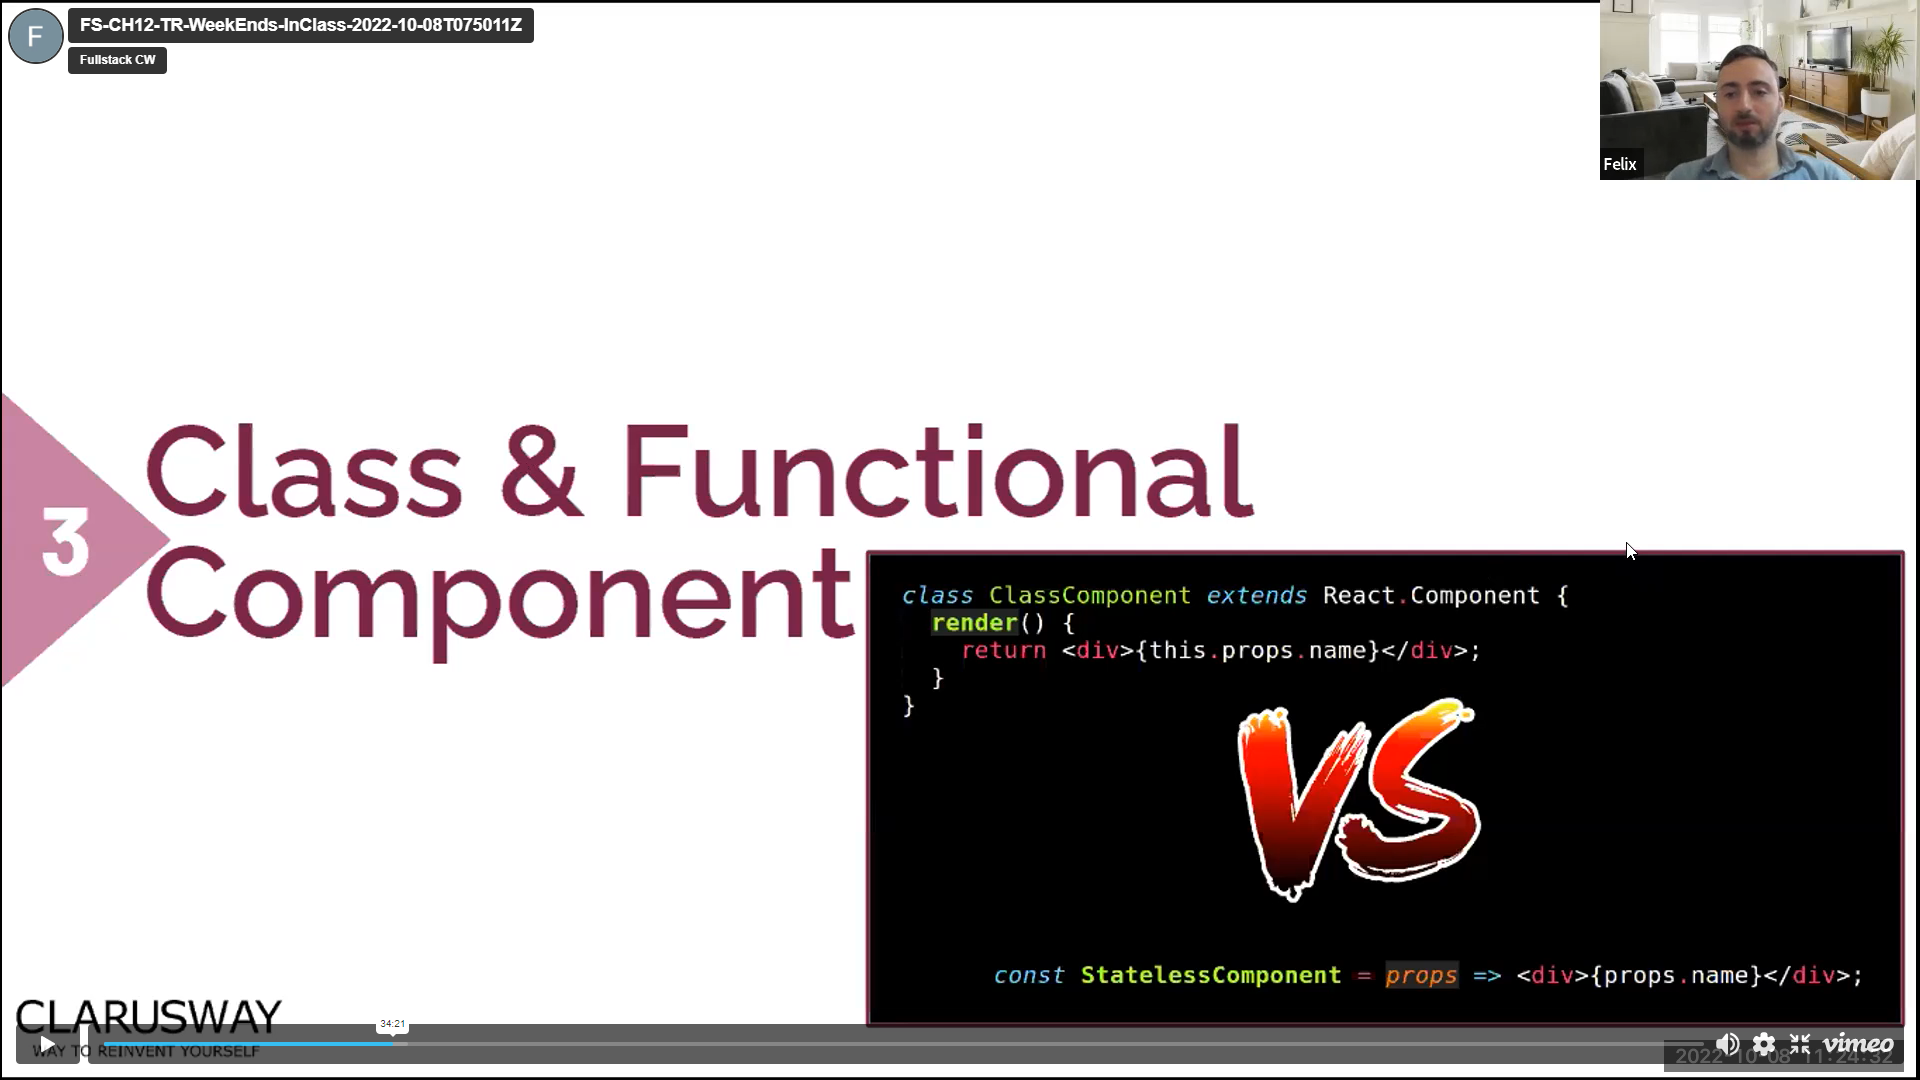 F
FS-CH12-TR-WeekEnds-InClass-2022-10-08T075011Z
Fullstack CW
Felix
3
Class & Functional
Component
class ClassComponent extends React.Component {
render() {
return <div>{this.props.name}</div>;
}
}
VS
const StatelessComponent = props => <div>{props.name}</div>;
CLARUSWAY
WAY TO REINVENT YOURSELF
34:21
vimeo
2022-10-08 11:24:32